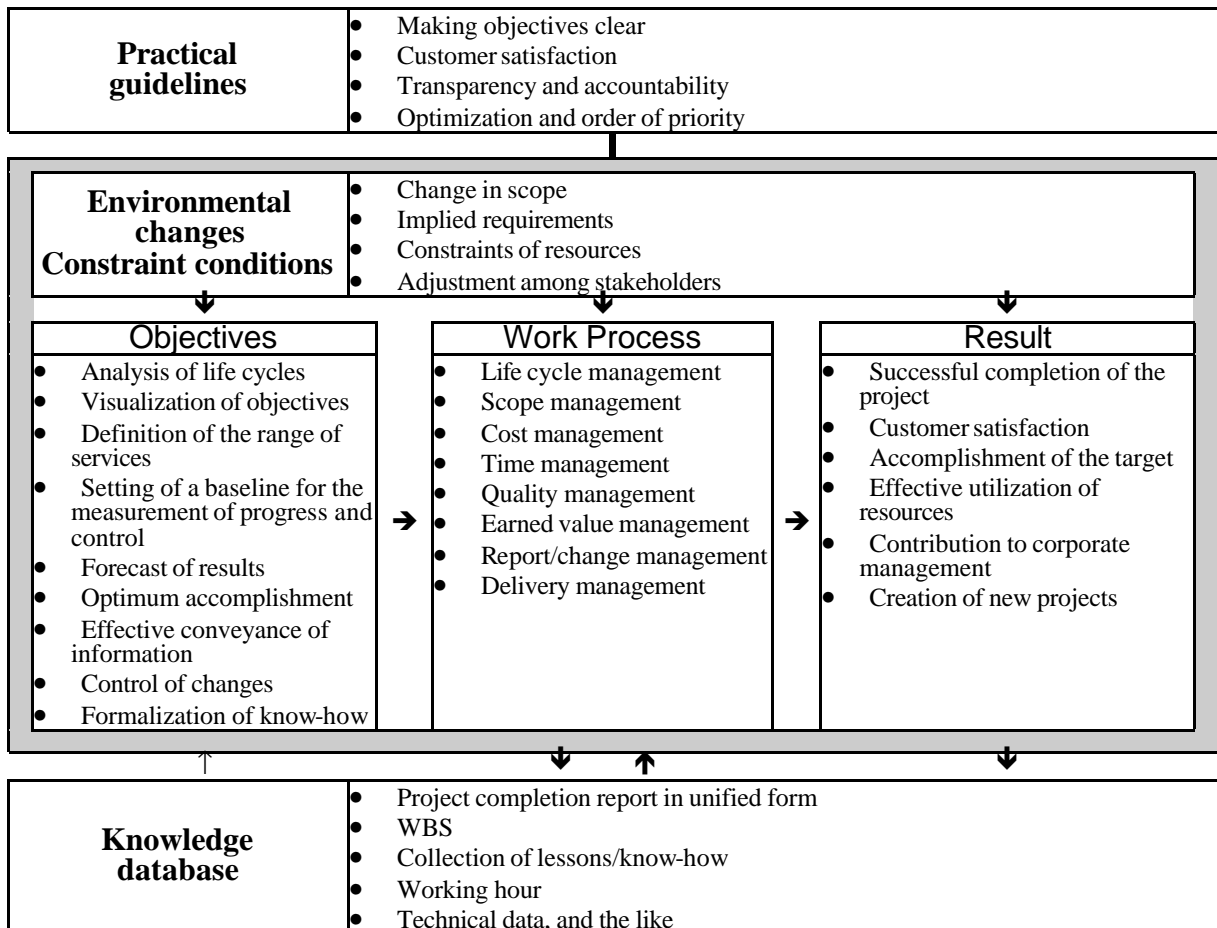 Practical
guidelines
● Making objectives clear
● Customer satisfaction
● Transparency and accountability
● Optimization and order of priority
Environmental
changes
Constraint conditions
● Change in scope
● Implied requirements
● Constraints of resources
● Adjustment among stakeholders
Objectives
● Analysis of life cycles
● Visualization of objectives
● Definition of the range of
services
● Setting of a baseline for the
measurement of progress and
control
● Forecast of results
● Optimum accomplishment
● Effective conveyance of
information
● Control of changes
● Formalization of know-how
Work Process
● Life cycle management
● Scope management
● Cost management
● Time management
● Quality management
● Earned value management
● Report/change management
● Delivery management
Result
● Successful completion of the
project
● Customer satisfaction
● Accomplishment of the target
● Effective utilization of
resources
● Contribution to corporate
management
● Creation of new projects
Knowledge
database
● Project completion report in unified form
● WBS
● Collection of lessons/know-how
● Working hour
● Technical data, and the like